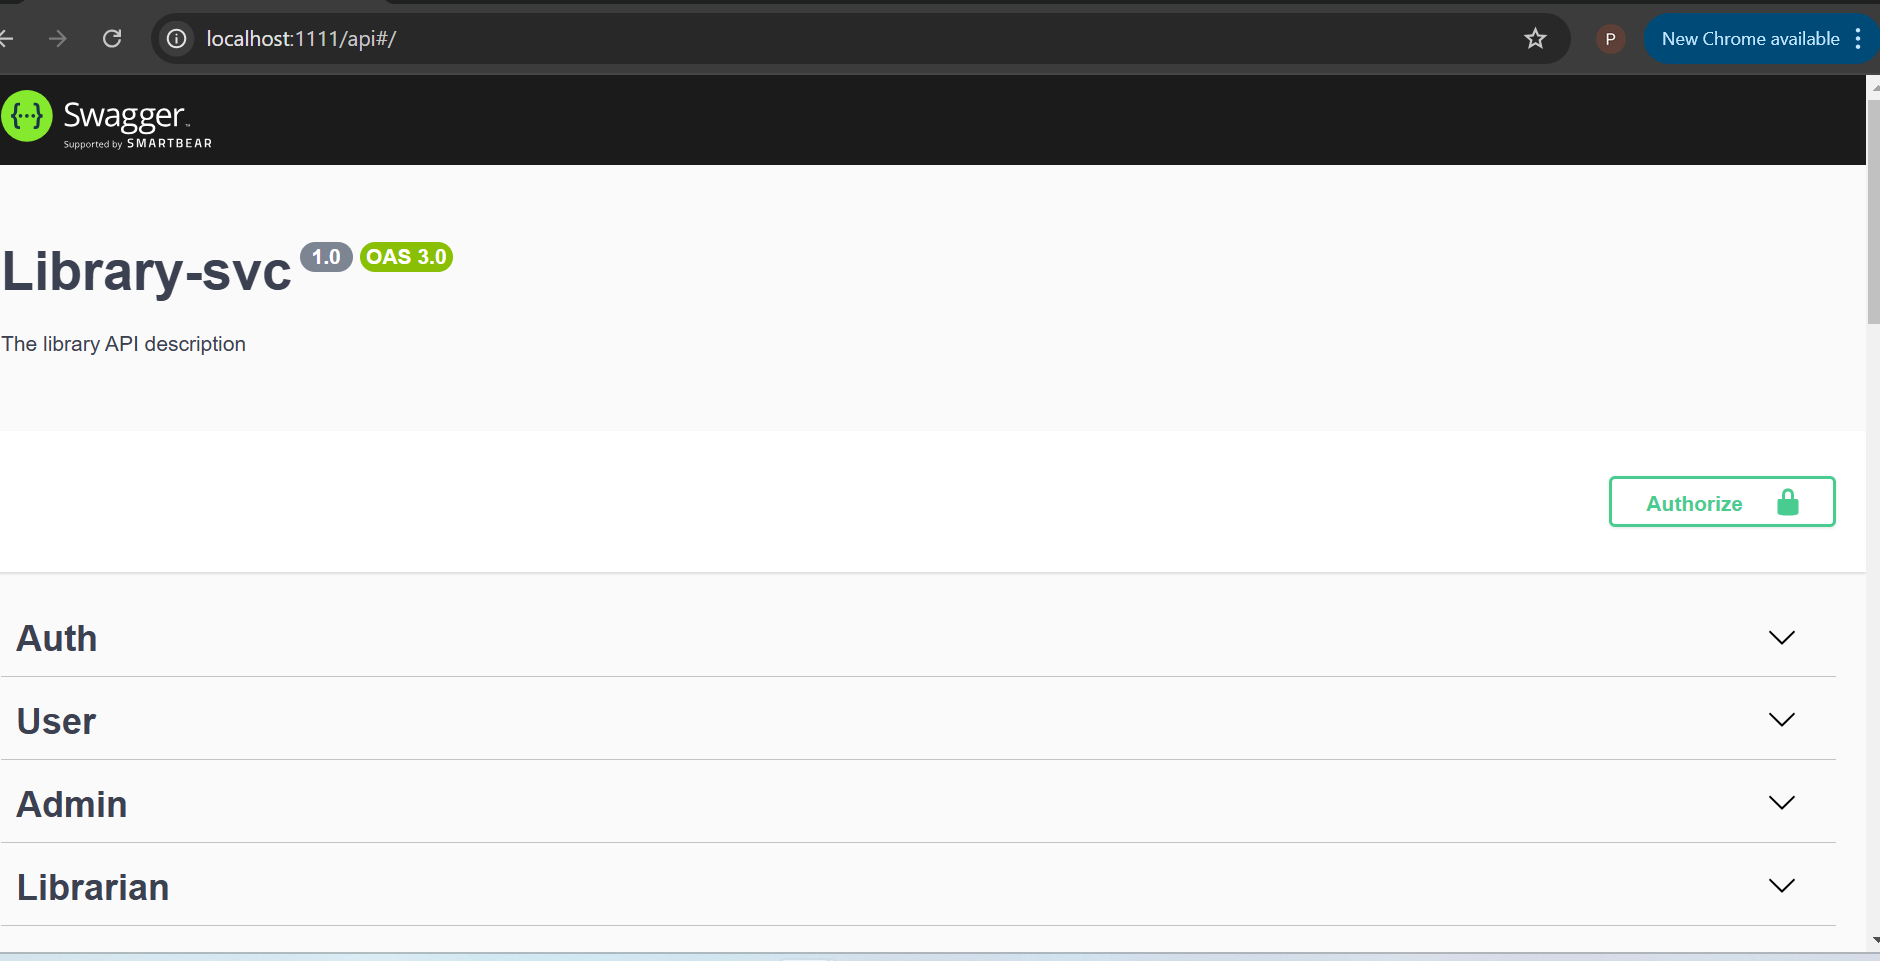 localhost:1111/api#/
P
New Chrome available
{···} Swagger™
Supported by SMARTBEAR
Library-svc 1.0 OAS 3.0
The library API description
Authorize
Auth
User
Admin
Librarian